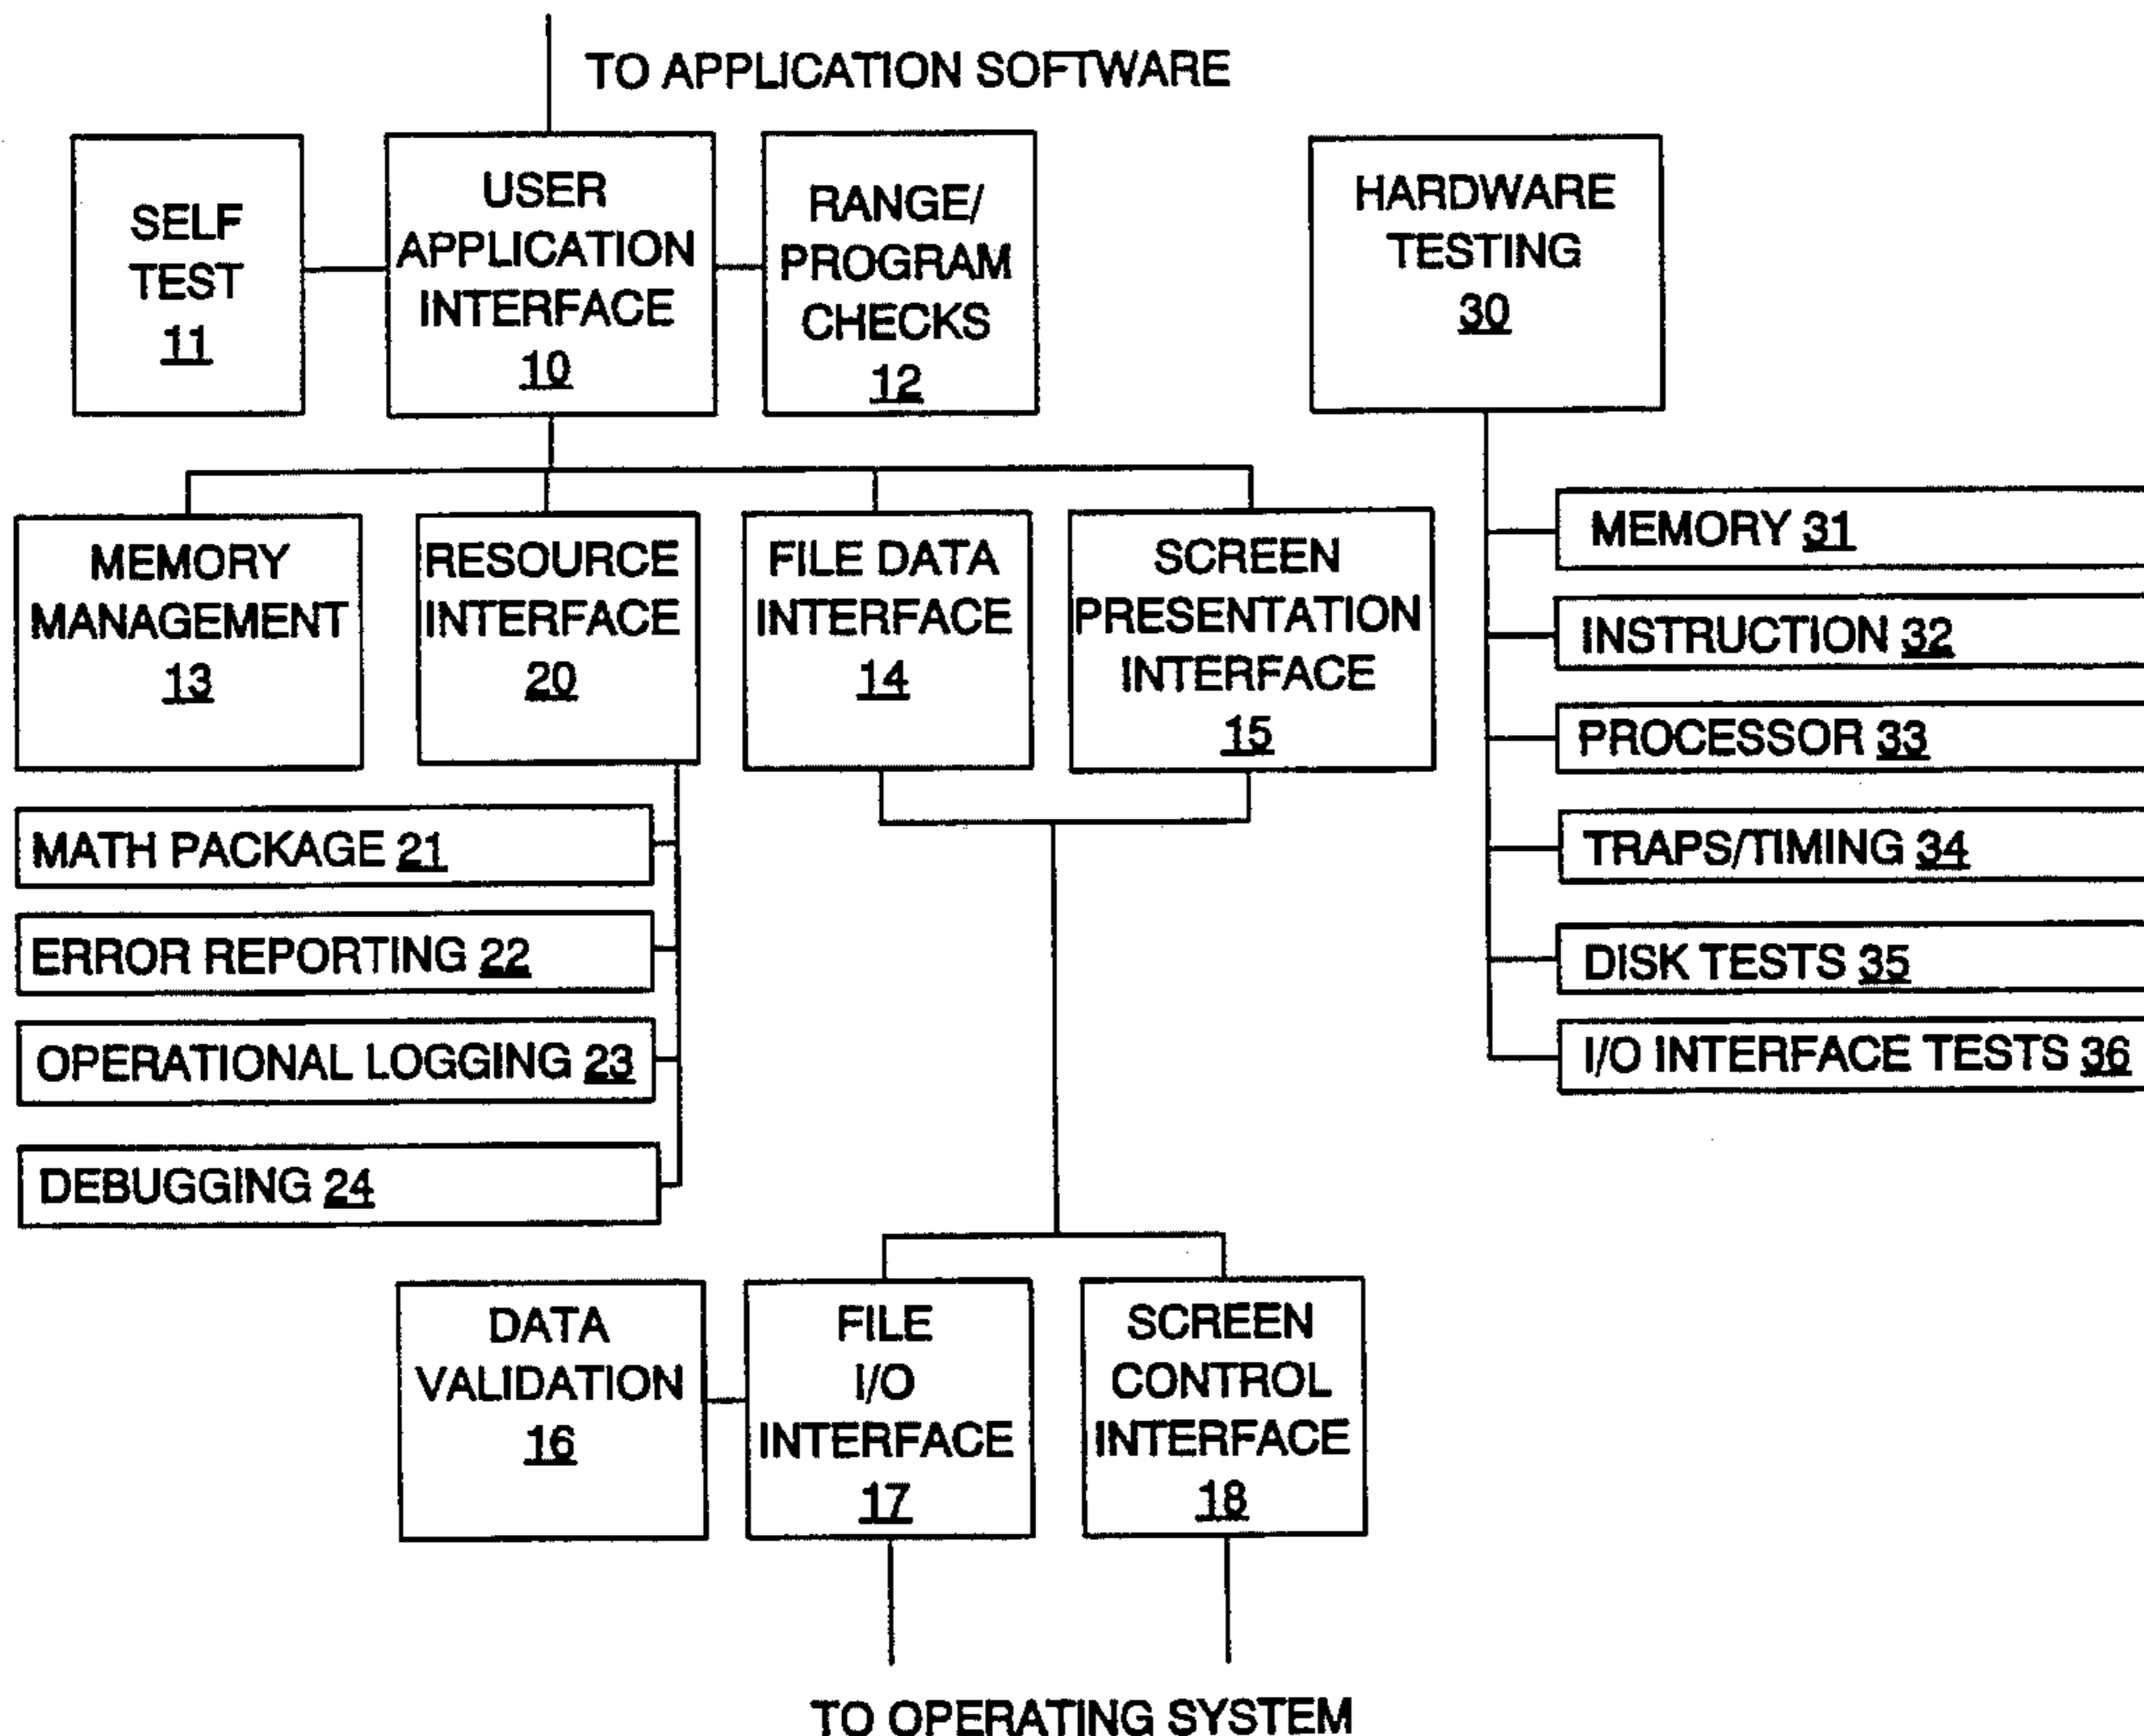 TO APPLICATION SOFTWARE
SELF
TEST
11
USER
APPLICATION
INTERFACE
10
RANGE/
PROGRAM
CHECKS
12
HARDWARE
TESTING
30
MEMORY
MANAGEMENT
13
RESOURCE
INTERFACE
20
FILE DATA
INTERFACE
14
SCREEN
PRESENTATION
INTERFACE
15
MEMORY 31
INSTRUCTION 32
PROCESSOR 33
TRAPS/TIMING 34
DISK TESTS 35
I/O INTERFACE TESTS 36
MATH PACKAGE 21
ERROR REPORTING 22
OPERATIONAL LOGGING 23
DEBUGGING 24
DATA
VALIDATION
16
FILE
I/O
INTERFACE
17
SCREEN
CONTROL
INTERFACE
18
TO OPERATING SYSTEM